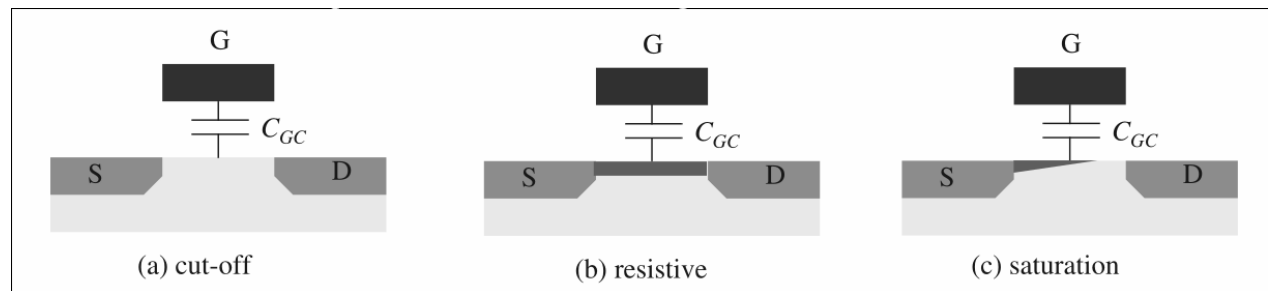 G
C_GC
S
D
(a) cut-off
G
C_GC
S
D
(b) resistive
G
C_GC
S
D
(c) saturation